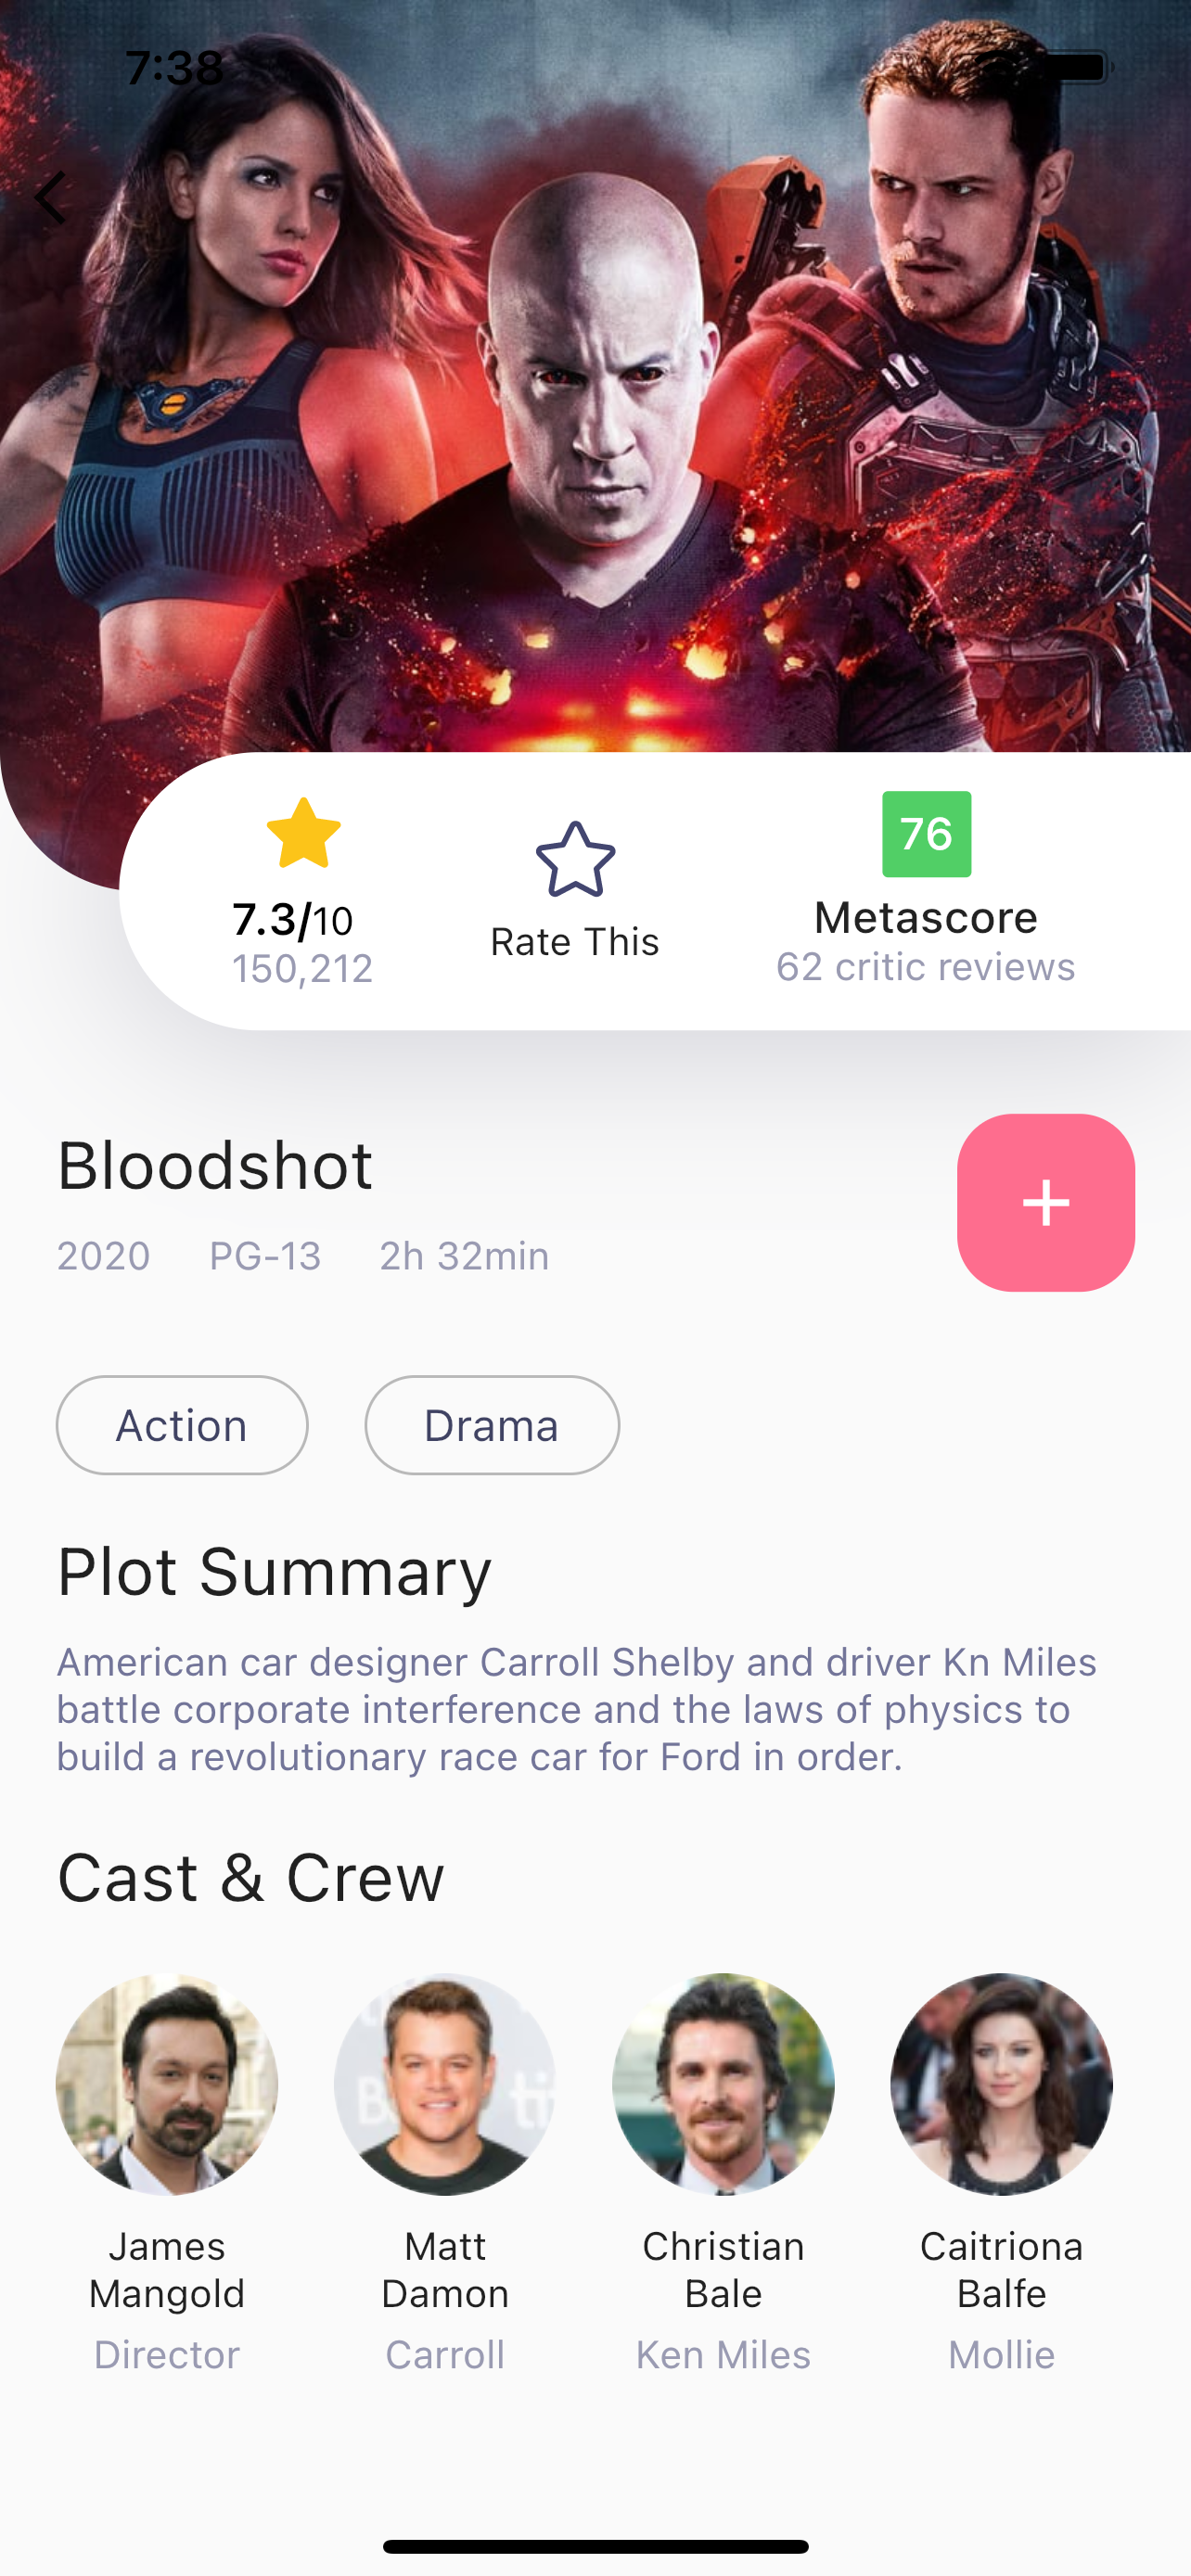 7:38
7.3/10
150,212
Rate This
76
Metascore
62 critic reviews
Bloodshot
2020 PG-13 2h 32min
Action Drama
Plot Summary
American car designer Carroll Shelby and driver Kn Miles
battle corporate interference and the laws of physics to
build a revolutionary race car for Ford in order.
Cast & Crew
James
Mangold
Director
Matt
Damon
Carroll
Christian
Bale
Ken Miles
Caitriona
Balfe
Mollie